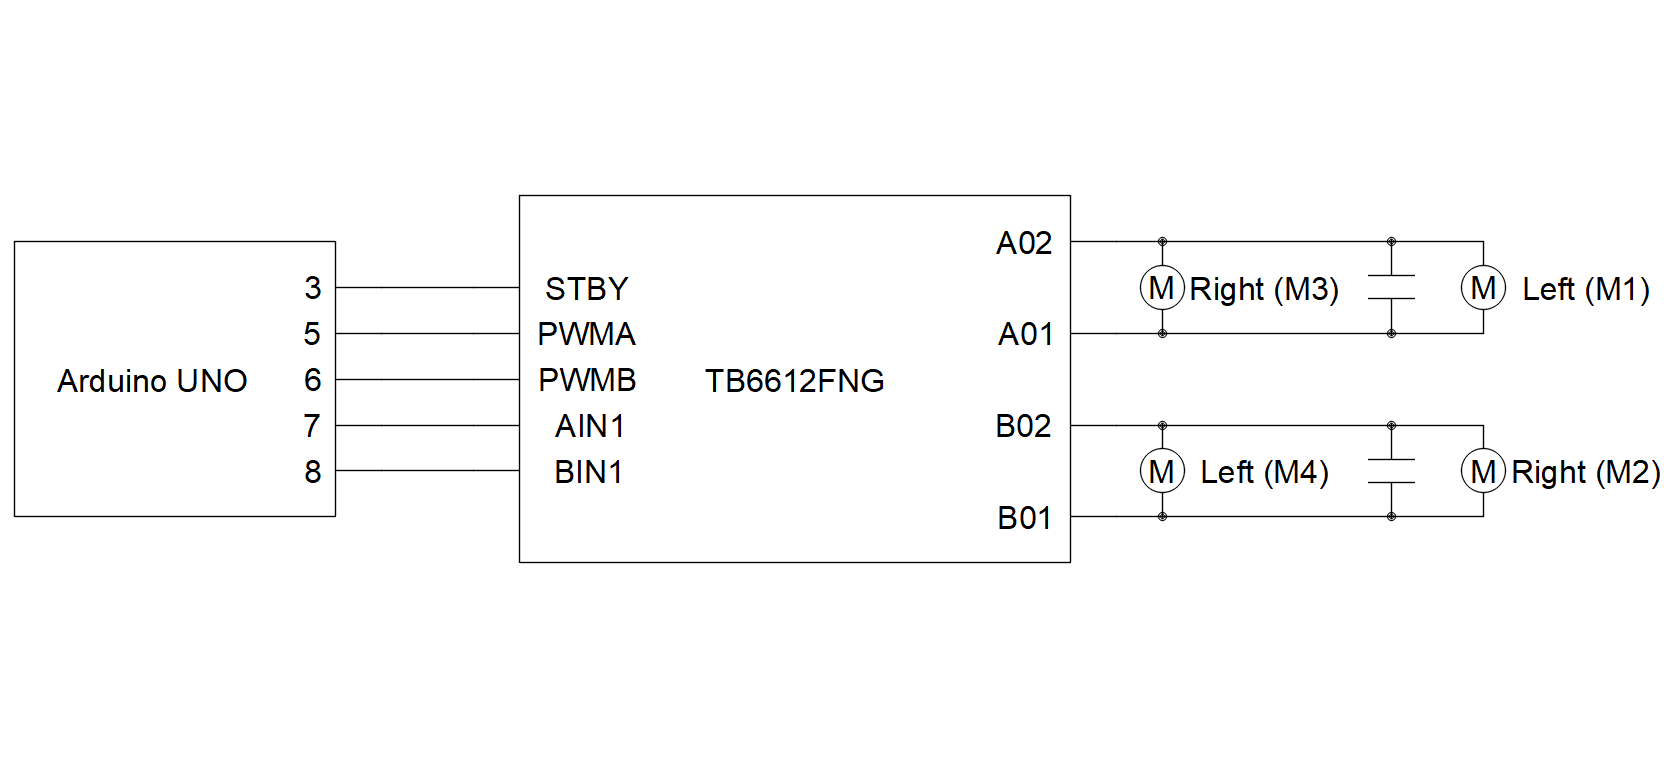 Arduino UNO
3
5
6
7
8
STBY
PWMA
PWMB
AIN1
BIN1
TB6612FNG
A02
A01
B02
B01
M Right (M3)
M Left (M1)
M Left (M4)
M Right (M2)